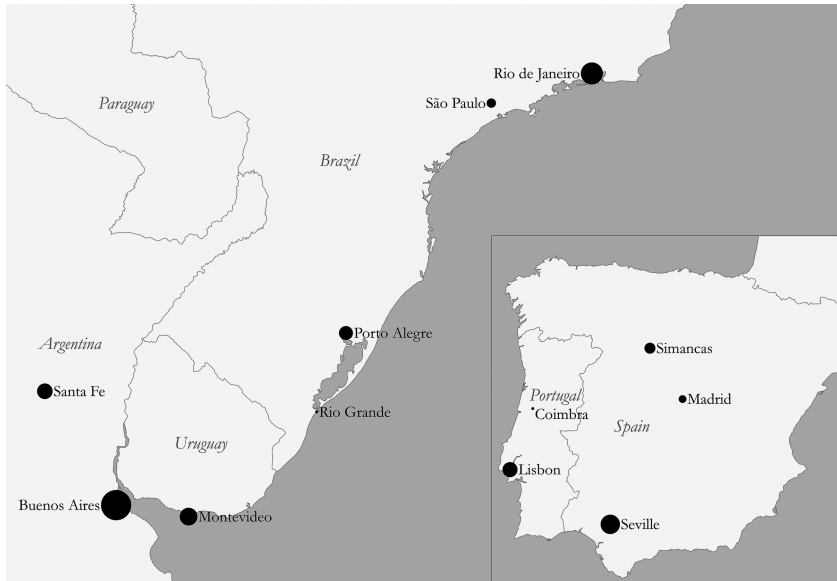 Rio de Janeiro
São Paulo
Paraguay
Brazil
Porto Alegre
Argentina
Santa Fe
Rio Grande
Uruguay
Buenos Aires
Montevideo
Simancas
Portugal
Madrid
Coimbra
Spain
Lisbon
Seville